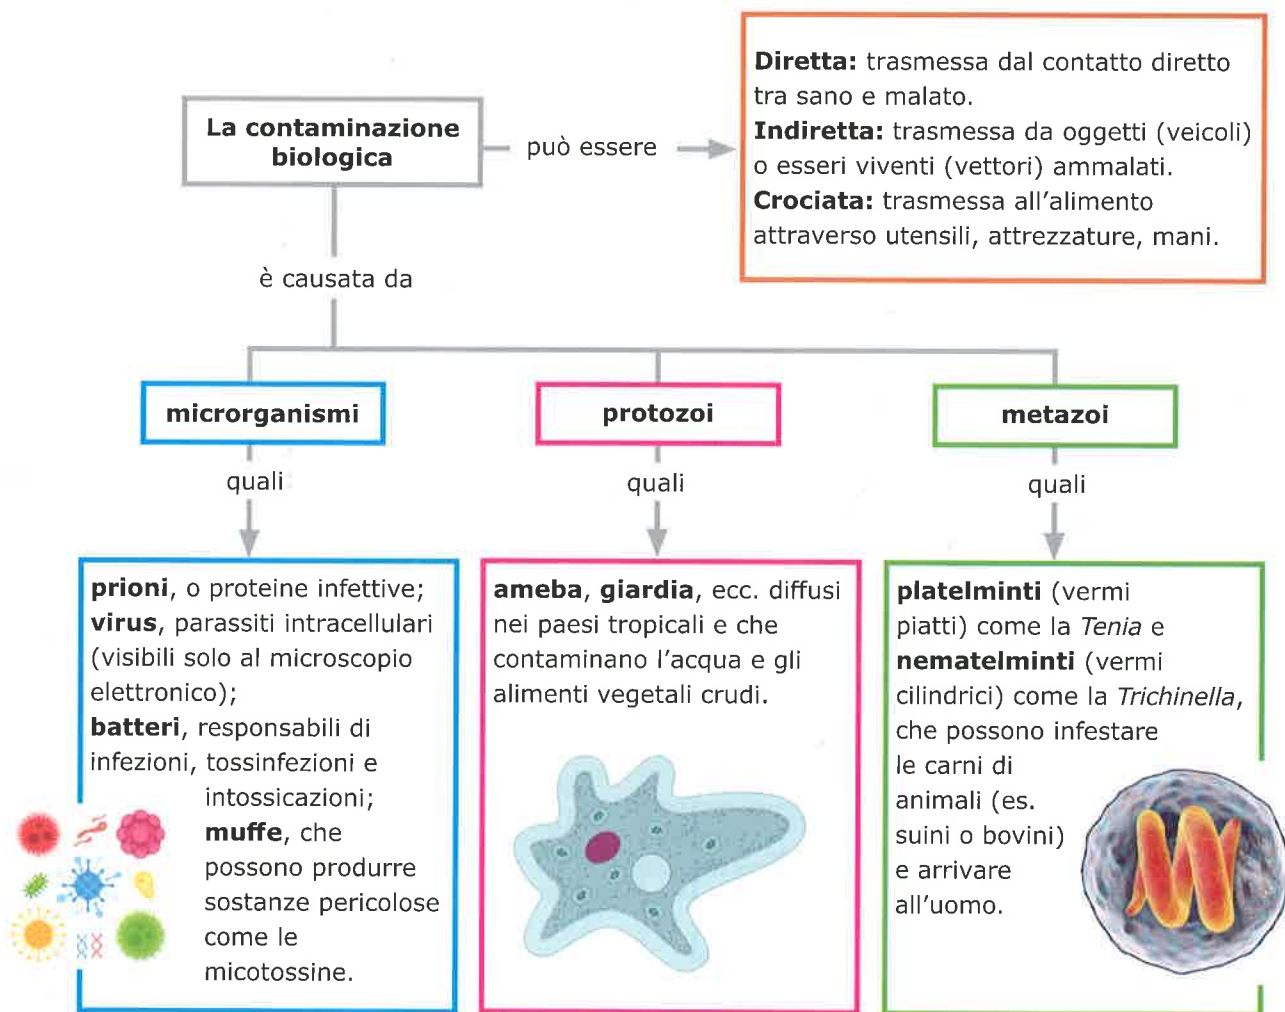 La contaminazione
biologica
può essere
Diretta: trasmessa dal contatto diretto
tra sano e malato.
Indiretta: trasmessa da oggetti (veicoli)
o esseri viventi (vettori) ammalati.
Crociata: trasmessa all'alimento
attraverso utensili, attrezzature, mani.
è causata da
microrganismi
quali
prioni, o proteine infettive;
virus, parassiti intracellulari
(visibili solo al microscopio
elettronico);
batteri, responsabili di
infezioni, tossinfezioni e
intossicazioni;
muffe, che
possono produrre
sostanze pericolose
come le
micotossine.
protozoi
quali
ameba, giardia, ecc. diffusi
nei paesi tropicali e che
contaminano l'acqua e gli
alimenti vegetali crudi.
metazoi
quali
platelminti (vermi
piatti) come la Tenia e
nematelminti (vermi
cilindrici) come la Trichinella,
che possono infestare
le carni di
animali (es.
suini o bovini)
e arrivare
all'uomo.